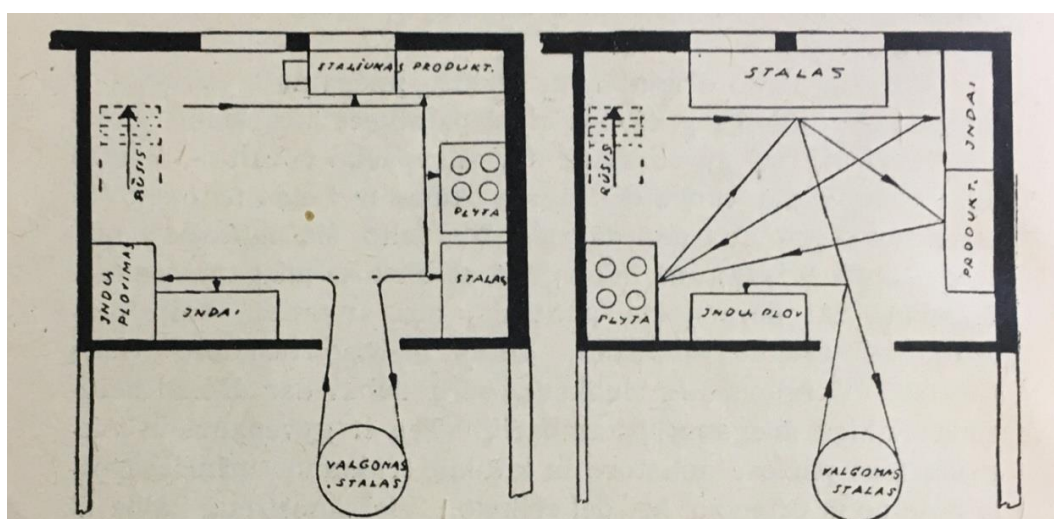 STALIUKAS PRODUKT.
RŪSIS
PLYTA
INDŲ
PLOVIMAS
INDAI
STALAS
VALGOMAS
STALAS
STALAS
RŪSIS
INDAI
PRODUKT.
PLYTA
INDŲ PLOV
VALGOMAS
STALAS